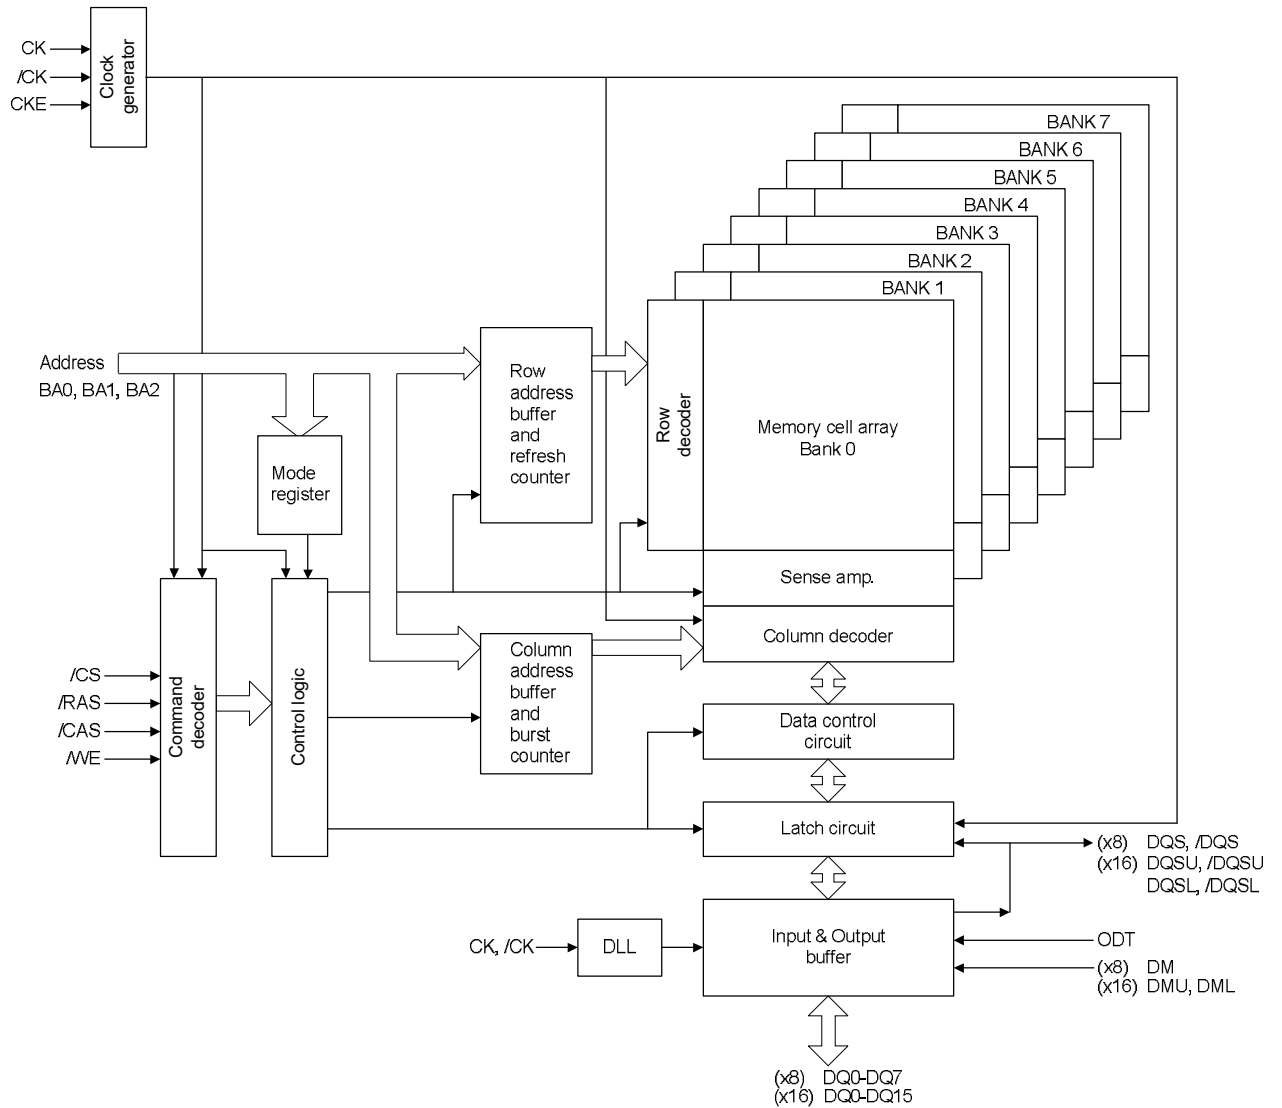 CK
/CK
CKE
Clock
generator
BANK 7
BANK 6
BANK 5
BANK 4
BANK 3
BANK 2
BANK 1
Address
BA0, BA1, BA2
Row
address
buffer
and
refresh
counter
Row
decoder
Memory cell array
Bank 0
Mode
register
Sense amp.
Column decoder
/CS
/RAS
/CAS
/WE
Command
decoder
Control logic
Column
address
buffer
and
burst
counter
Data control
circuit
Latch circuit
(x8) DQS, /DQS
(x16) DQSU, /DQSU
DQSL, /DQSL
CK, /CK
DLL
Input & Output
buffer
ODT
(x8) DM
(x16) DMU, DML
(x8) DQ0-DQ7
(x16) DQ0-DQ15